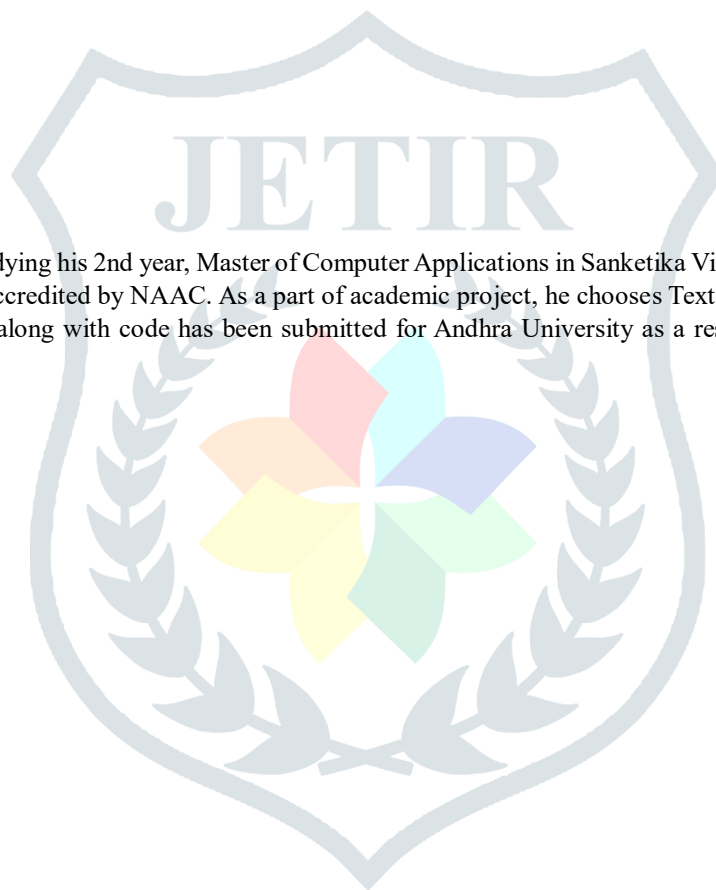 JETIR
dying his 2nd year, Master of Computer Applications in Sanketika Vi
ccredited by NAAC. As a part of academic project, he chooses Text
along with code has been submitted for Andhra University as a res